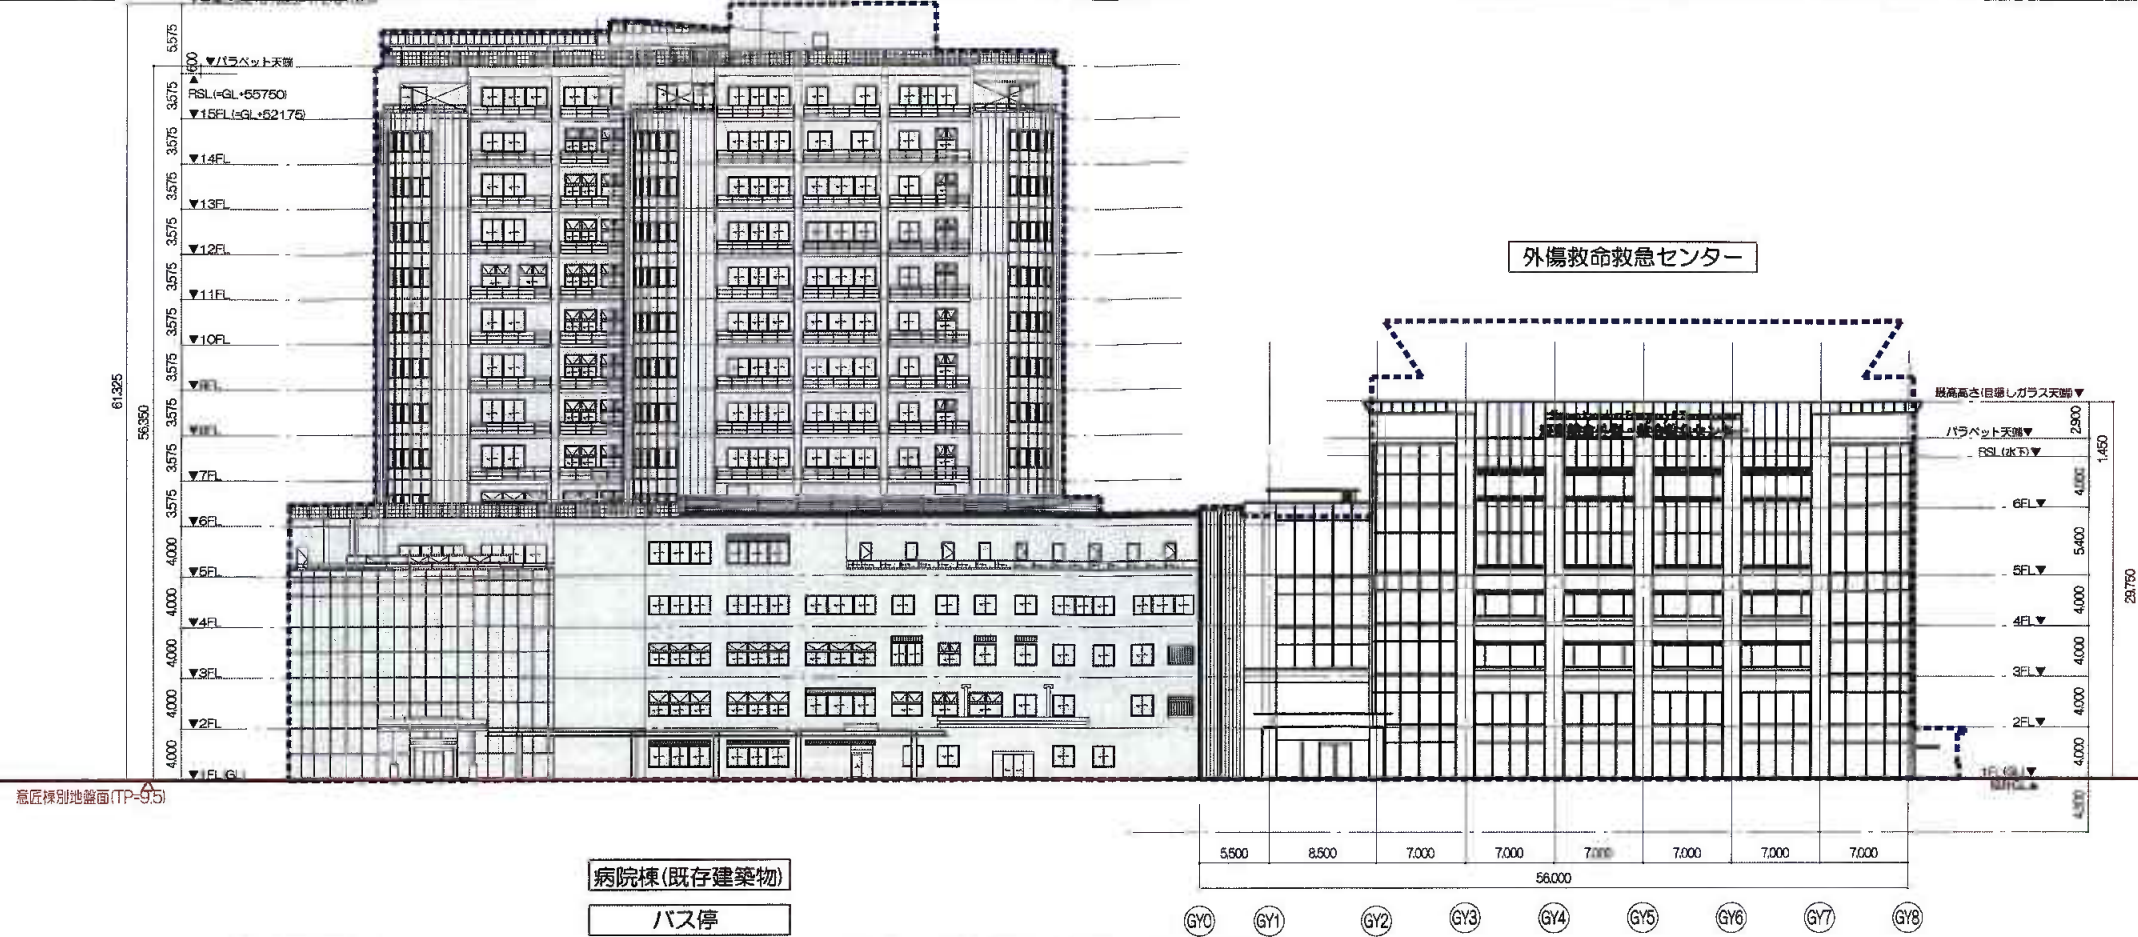 5.575
600
▼パラペット天端
3.575
RSL(=GL+55750)
▼15FL(=GL+52175)
3.575
▼14FL
3.575
▼13FL
3.575
▼12FL
3.575
▼11FL
3.575
▼10FL
3.575
3.575
3.575
▼7FL
3.575
▼6FL
4.000
▼5FL
4.000
▼4FL
4.000
▼3FL
4.000
▼2FL
4.000
▼1FL(GL)
61.325
56.350
意匠棟別地盤面(TP=9.5)
外傷救命救急センター
最高高さ(目隠しガラス天端)▼
パラペット天端▼
RSL(水下)▼
6FL▼
5FL▼
4FL▼
3FL▼
2FL▼
1FL(GL)▼
2.900
1.450
4.000
5.400
4.000
4.000
4.000
4.000
29.750
5.500
8.500
7.000
7.000
7.000
7.000
7.000
7.000
56.000
GY0
GY1
GY2
GY3
GY4
GY5
GY6
GY7
GY8
病院棟(既存建築物)
バス停